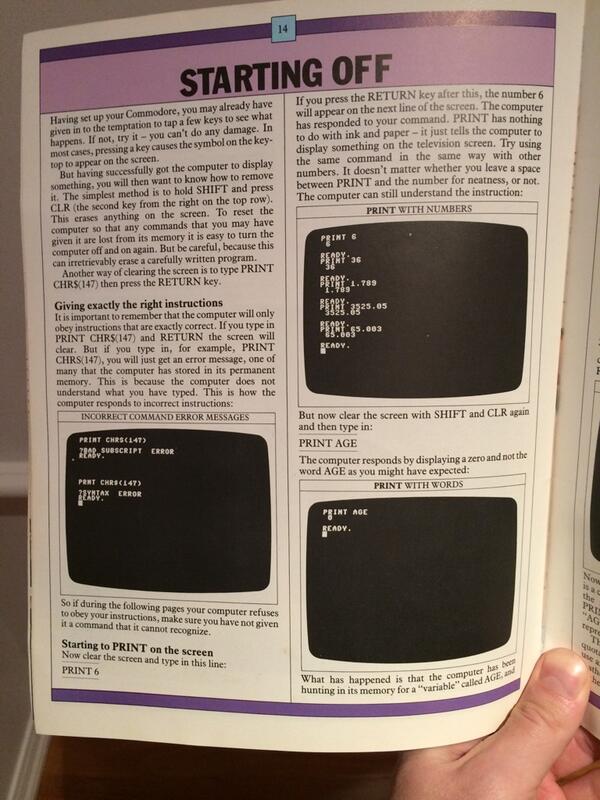 14
STARTING OFF
Having set up your Commodore, you may already have
given in to the temptation to tap a few keys to see what
happens. If not, try it – you can't do any damage. In
most cases, pressing a key causes the symbol on the key-
top to appear on the screen.
But having successfully got the computer to display
something, you will then want to know how to remove
it. The simplest method is to hold SHIFT and press
CLR (the second key from the right on the top row).
This erases anything on the screen. To reset the
computer so that any commands that you may have
given it are lost from its memory it is easy to turn the
computer off and on again. But be careful, because this
can irretrievably erase a carefully written program.
Another way of clearing the screen is to type PRINT
CHR$(147) then press the RETURN key.
Giving exactly the right instructions
It is important to remember that the computer will only
obey instructions that are exactly correct. If you type in
PRINT CHR$(147) and RETURN the screen will
clear. But if you type in, for example, PRINT
CHRS(147), you will just get an error message, one of
many that the computer has stored in its permanent
memory. This is because the computer does not
understand what you have typed. This is how the
computer responds to incorrect instructions:
INCORRECT COMMAND ERROR MESSAGES
PRINT CHRS(147)
?BAD SUBSCRIPT ERROR
READY.
PRNT CHR$(147)
?SYNTAX ERROR
READY.
So if during the following pages your computer refuses
to obey your instructions, make sure you have not given
it a command that it cannot recognize.
Starting to PRINT on the screen
Now clear the screen and type in this line:
PRINT 6
If you press the RETURN key after this, the number 6
will appear on the next line of the screen. The computer
has responded to your command. PRINT has nothing
to do with ink and paper – it just tells the computer to
display something on the television screen. Try using
the same command in the same way with other
numbers. It doesn't matter whether you leave a space
between PRINT and the number for neatness, or not.
The computer can still understand the instruction:
PRINT WITH NUMBERS
PRINT 6
6
READY.
PRINT 36
36
READY.
PRINT 1.789
1.789
READY.
PRINT 3525.05
3525.05
READY.
PRINT 65.003
65.003
READY.
But now clear the screen with SHIFT and CLR again
and then type in:
PRINT AGE
The computer responds by displaying a zero and not the
word AGE as you might have expected:
PRINT WITH WORDS
PRINT AGE
0
READY.
What has happened is that the computer has been
hunting in its memory for a "variable" called AGE, and